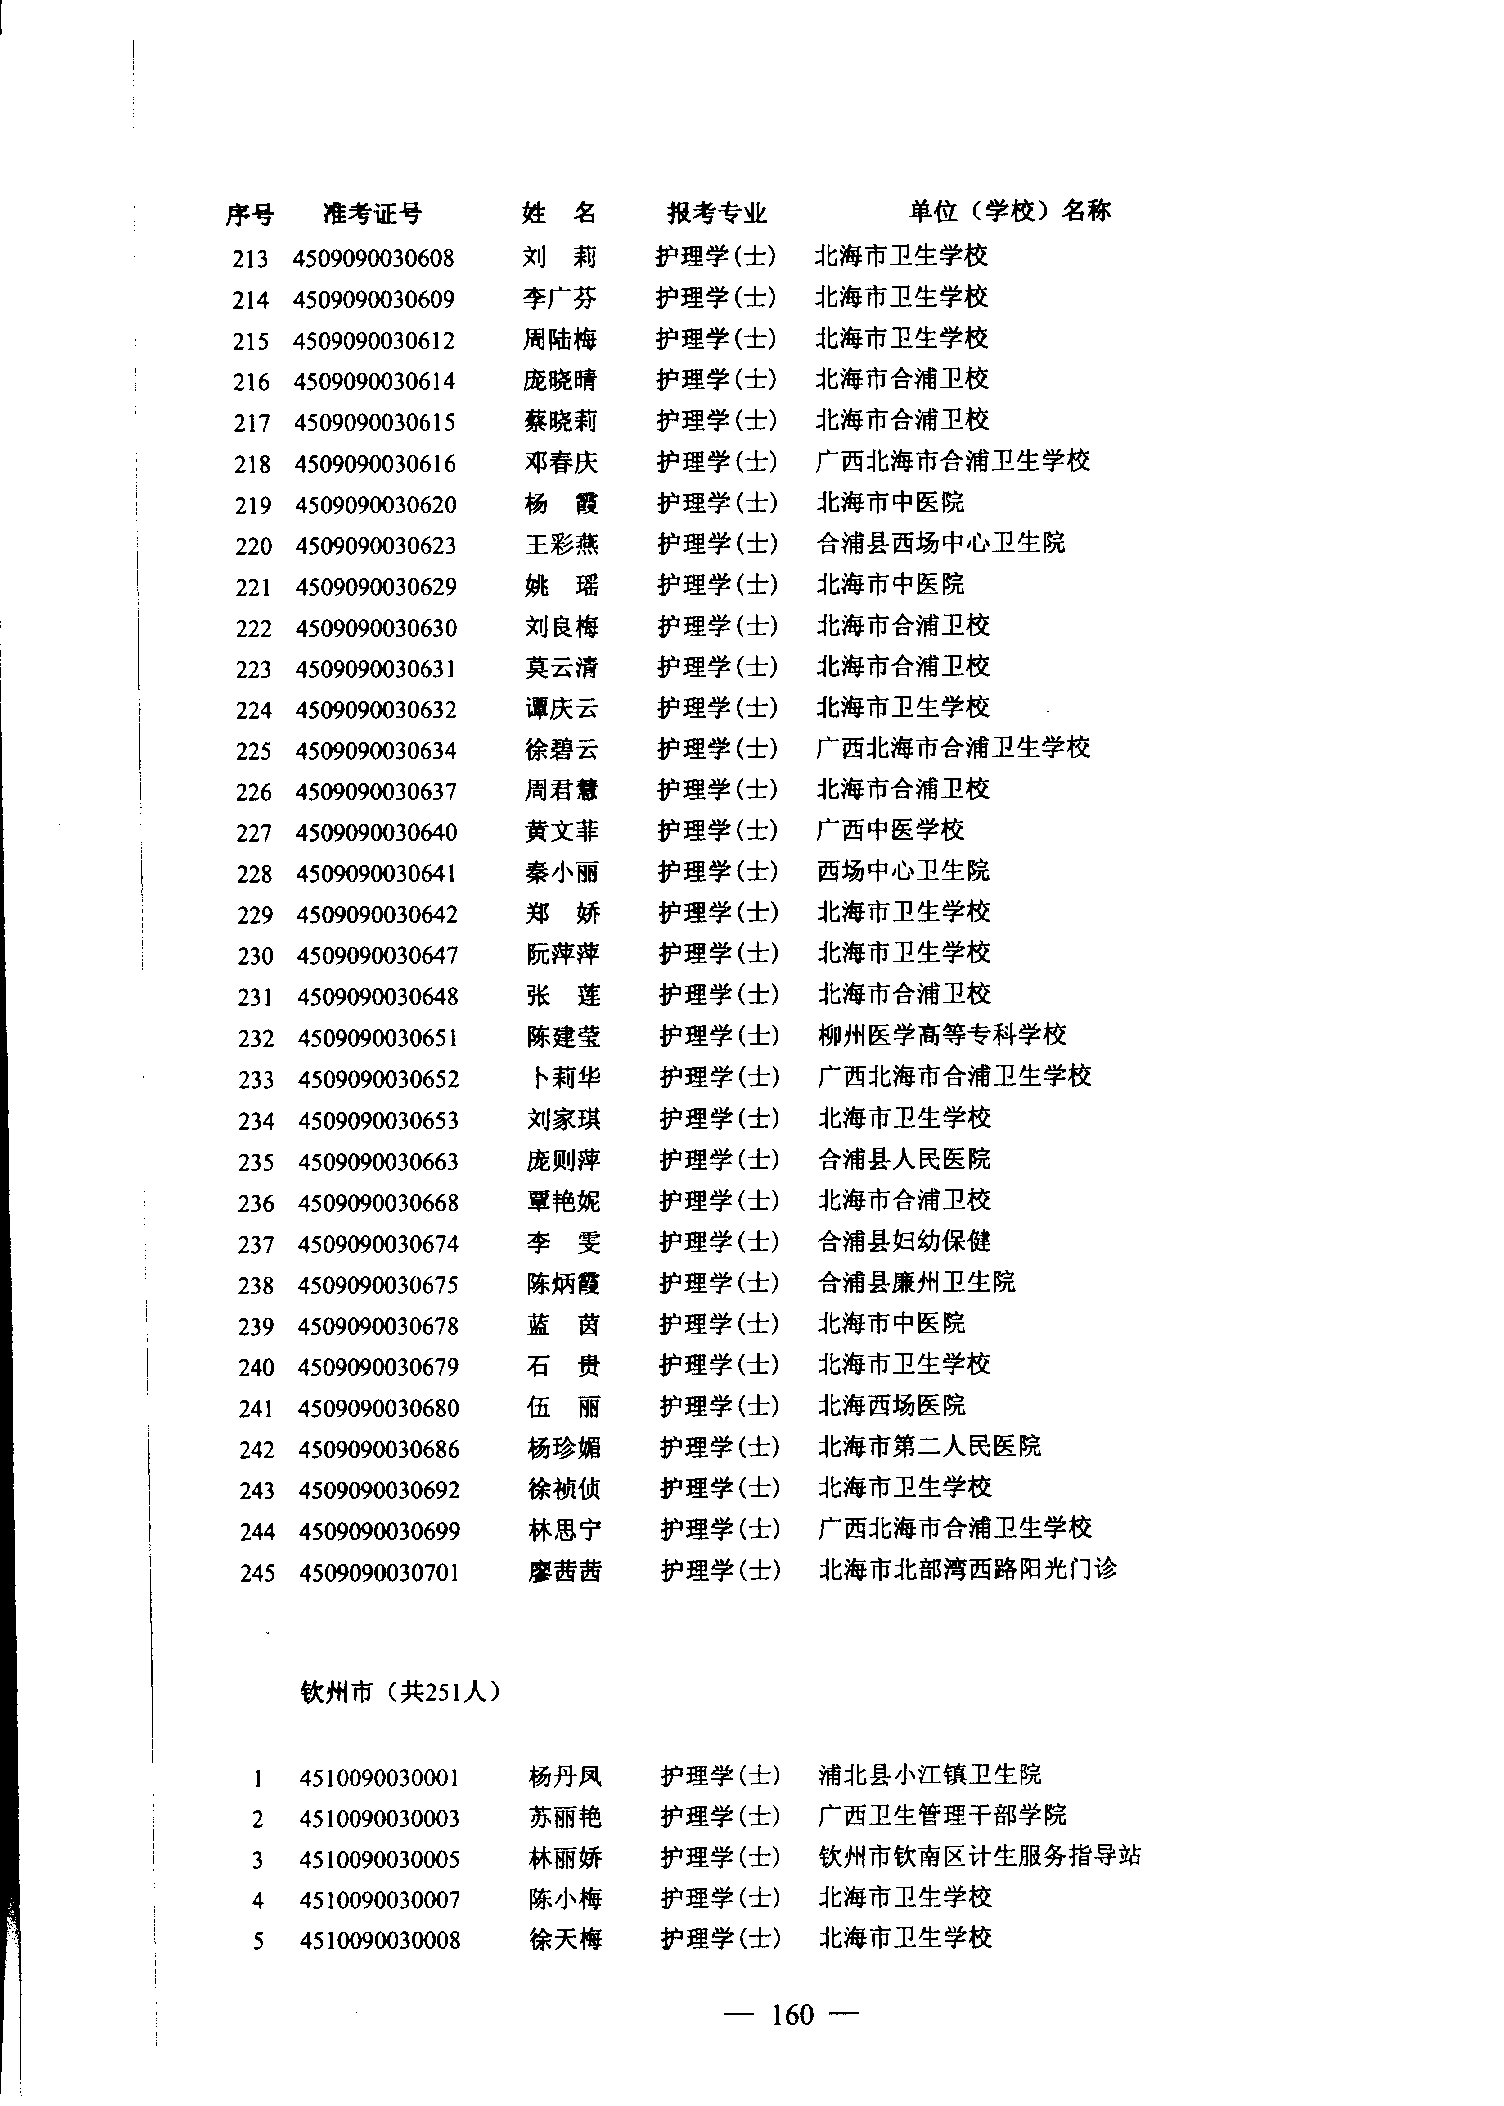 序号 准考证号 姓 名 报考专业 单位（学校）名称
213 4509090030608 刘 莉 护理学(士) 北海市卫生学校
214 4509090030609 李广芬 护理学(士) 北海市卫生学校
215 4509090030612 周陆梅 护理学(士) 北海市卫生学校
216 4509090030614 庞晓晴 护理学(士) 北海市合浦卫校
217 4509090030615 蔡晓莉 护理学(士) 北海市合浦卫校
218 4509090030616 邓春庆 护理学(士) 广西北海市合浦卫生学校
219 4509090030620 杨 霞 护理学(士) 北海市中医院
220 4509090030623 王彩燕 护理学(士) 合浦县西场中心卫生院
221 4509090030629 姚 瑶 护理学(士) 北海市中医院
222 4509090030630 刘良梅 护理学(士) 北海市合浦卫校
223 4509090030631 莫云清 护理学(士) 北海市合浦卫校
224 4509090030632 谭庆云 护理学(士) 北海市卫生学校
225 4509090030634 徐碧云 护理学(士) 广西北海市合浦卫生学校
226 4509090030637 周君慧 护理学(士) 北海市合浦卫校
227 4509090030640 黄文菲 护理学(士) 广西中医学校
228 4509090030641 秦小丽 护理学(士) 西场中心卫生院
229 4509090030642 郑 娇 护理学(士) 北海市卫生学校
230 4509090030647 阮萍萍 护理学(士) 北海市卫生学校
231 4509090030648 张 莲 护理学(士) 北海市合浦卫校
232 4509090030651 陈建莹 护理学(士) 柳州医学高等专科学校
233 4509090030652 卜莉华 护理学(士) 广西北海市合浦卫生学校
234 4509090030653 刘家琪 护理学(士) 北海市卫生学校
235 4509090030663 庞则萍 护理学(士) 合浦县人民医院
236 4509090030668 覃艳妮 护理学(士) 北海市合浦卫校
237 4509090030674 李 雯 护理学(士) 合浦县妇幼保健
238 4509090030675 陈炳霞 护理学(士) 合浦县廉州卫生院
239 4509090030678 蓝 茵 护理学(士) 北海市中医院
240 4509090030679 石 贵 护理学(士) 北海市卫生学校
241 4509090030680 伍 丽 护理学(士) 北海西场医院
242 4509090030686 杨珍媚 护理学(士) 北海市第二人民医院
243 4509090030692 徐祯侦 护理学(士) 北海市卫生学校
244 4509090030699 林思宁 护理学(士) 广西北海市合浦卫生学校
245 4509090030701 廖茜茜 护理学(士) 北海市北部湾西路阳光门诊
钦州市（共251人）
1 4510090030001 杨丹凤 护理学(士) 浦北县小江镇卫生院
2 4510090030003 苏丽艳 护理学(士) 广西卫生管理干部学院
3 4510090030005 林丽娇 护理学(士) 钦州市钦南区计生服务指导站
4 4510090030007 陈小梅 护理学(士) 北海市卫生学校
5 4510090030008 徐天梅 护理学(士) 北海市卫生学校
— 160 —